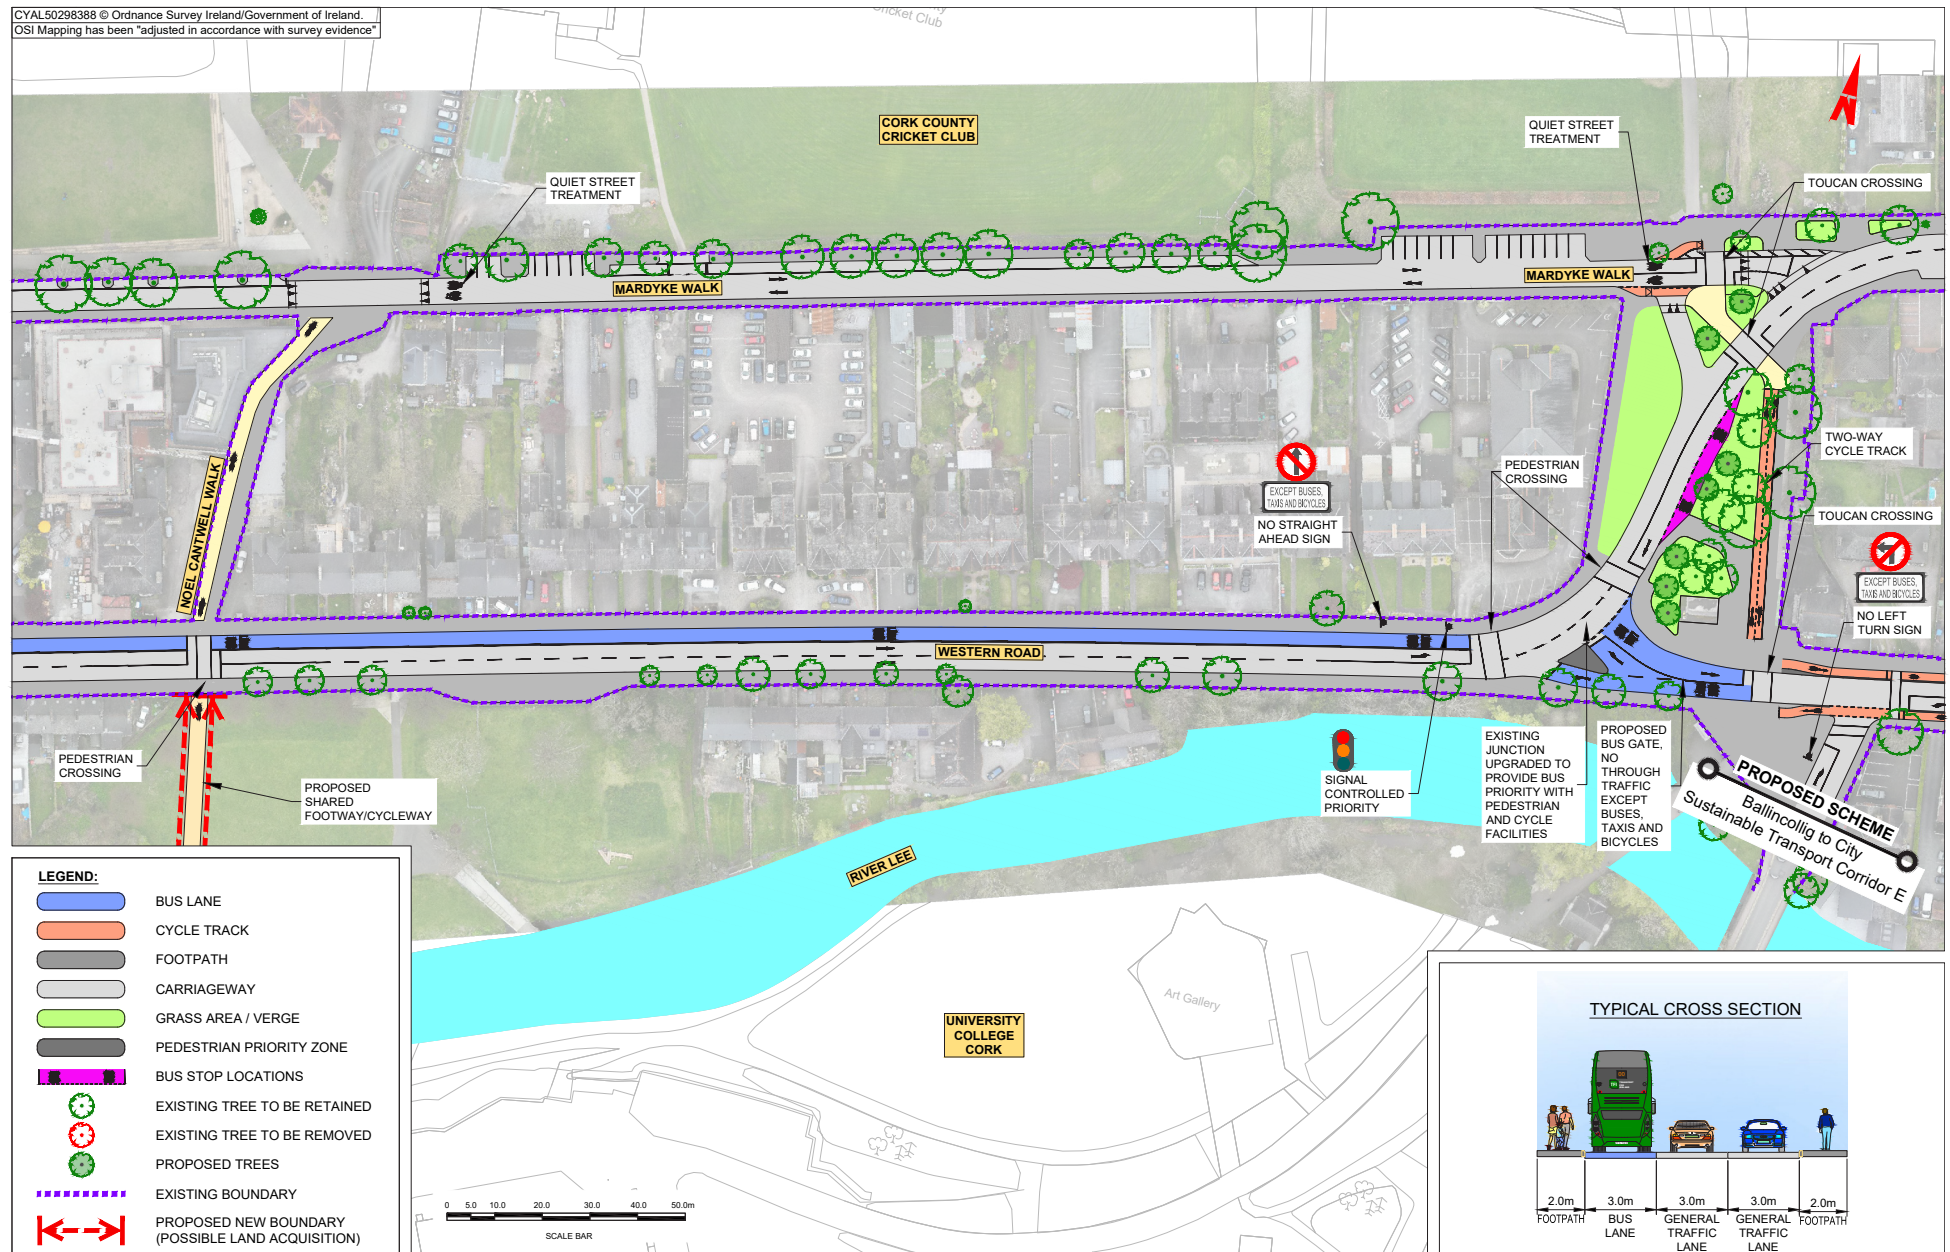 CYAL50298388 © Ordnance Survey Ireland/Government of Ireland.
OSI Mapping has been "adjusted in accordance with survey evidence"
Cricket Club
CORK COUNTY
CRICKET CLUB
QUIET STREET
TREATMENT
QUIET STREET
TREATMENT
TOUCAN CROSSING
N
MARDYKE WALK
MARDYKE WALK
NOEL CANTWELL WALK
EXCEPT BUSES,
TAXIS AND BICYCLES
NO STRAIGHT
AHEAD SIGN
PEDESTRIAN
CROSSING
TWO-WAY
CYCLE TRACK
TOUCAN CROSSING
EXCEPT BUSES,
TAXIS AND BICYCLES
NO LEFT
TURN SIGN
WESTERN ROAD
PEDESTRIAN
CROSSING
PROPOSED
SHARED
FOOTWAY/CYCLEWAY
SIGNAL
CONTROLLED
PRIORITY
EXISTING
JUNCTION
UPGRADED TO
PROVIDE BUS
PRIORITY WITH
PEDESTRIAN
AND CYCLE
FACILITIES
PROPOSED
BUS GATE,
NO
THROUGH
TRAFFIC
EXCEPT
BUSES,
TAXIS AND
BICYCLES
PROPOSED SCHEME
Ballincollig to City
Sustainable Transport Corridor E
RIVER LEE
UNIVERSITY
COLLEGE
CORK
Art Gallery
LEGEND:
BUS LANE
CYCLE TRACK
FOOTPATH
CARRIAGEWAY
GRASS AREA / VERGE
PEDESTRIAN PRIORITY ZONE
BUS STOP LOCATIONS
EXISTING TREE TO BE RETAINED
EXISTING TREE TO BE REMOVED
PROPOSED TREES
EXISTING BOUNDARY
PROPOSED NEW BOUNDARY
(POSSIBLE LAND ACQUISITION)
0 5.0 10.0 20.0 30.0 40.0 50.0m
SCALE BAR
TYPICAL CROSS SECTION
2.0m 3.0m 3.0m 3.0m 2.0m
FOOTPATH BUS LANE GENERAL TRAFFIC LANE GENERAL TRAFFIC LANE FOOTPATH